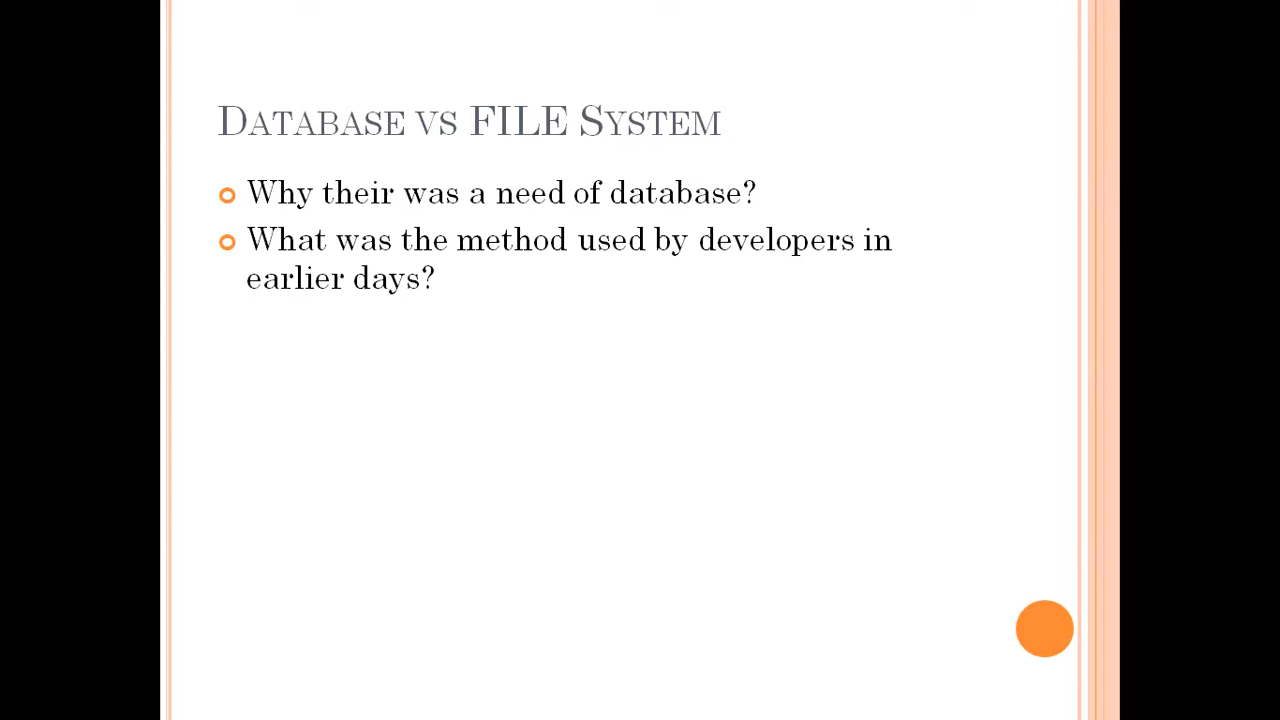 DATABASE VS FILE SYSTEM
Why their was a need of database?
What was the method used by developers in
earlier days?